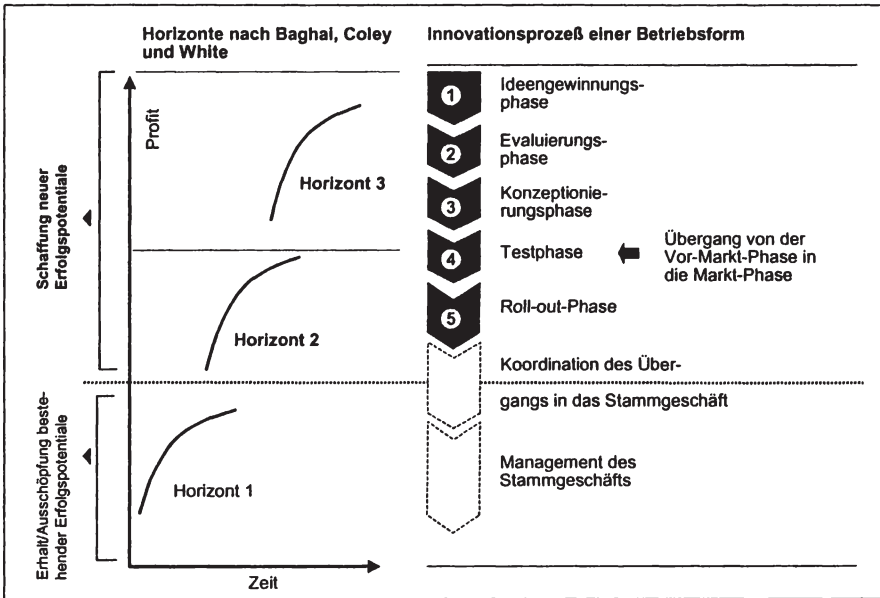 Horizonte nach Baghai, Coley
und White
Innovationsprozeß einer Betriebsform
Schaffung neuer
Erfolgspotentiale
Erhalt/Ausschöpfung beste-
hender Erfolgspotentiale
Profit
Horizont 3
Horizont 2
Horizont 1
Zeit
1
Ideengewinnungs-
phase
2
Evaluierungs-
phase
3
Konzeptionie-
rungsphase
4
Testphase
Übergang von der
Vor-Markt-Phase in
die Markt-Phase
5
Roll-out-Phase
Koordination des Über-
gangs in das Stammgeschäft
Management des
Stammgeschäfts